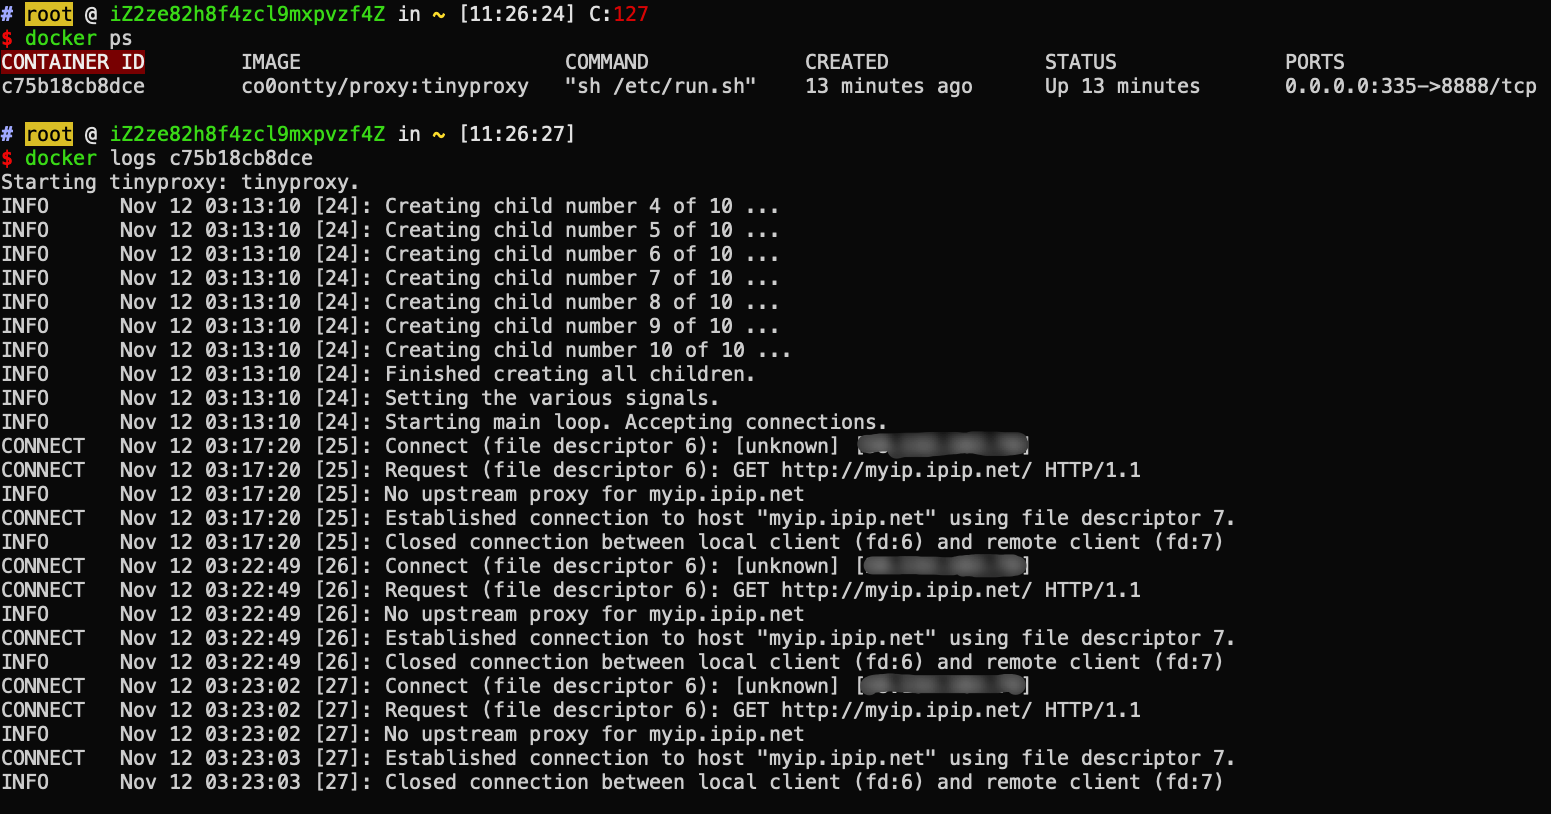 # root @ iZ2ze82h8f4zcl9mxpvzf4Z in ~ [11:26:24] C:127
$ docker ps
CONTAINER ID IMAGE COMMAND CREATED STATUS PORTS
c75b18cb8dce co0ontty/proxy:tinyproxy "sh /etc/run.sh" 13 minutes ago Up 13 minutes 0.0.0.0:335->8888/tcp
# root @ iZ2ze82h8f4zcl9mxpvzf4Z in ~ [11:26:27]
$ docker logs c75b18cb8dce
Starting tinyproxy: tinyproxy.
INFO Nov 12 03:13:10 [24]: Creating child number 4 of 10 ...
INFO Nov 12 03:13:10 [24]: Creating child number 5 of 10 ...
INFO Nov 12 03:13:10 [24]: Creating child number 6 of 10 ...
INFO Nov 12 03:13:10 [24]: Creating child number 7 of 10 ...
INFO Nov 12 03:13:10 [24]: Creating child number 8 of 10 ...
INFO Nov 12 03:13:10 [24]: Creating child number 9 of 10 ...
INFO Nov 12 03:13:10 [24]: Creating child number 10 of 10 ...
INFO Nov 12 03:13:10 [24]: Finished creating all children.
INFO Nov 12 03:13:10 [24]: Setting the various signals.
INFO Nov 12 03:13:10 [24]: Starting main loop. Accepting connections.
CONNECT Nov 12 03:17:20 [25]: Connect (file descriptor 6): [unknown] [ ]
CONNECT Nov 12 03:17:20 [25]: Request (file descriptor 6): GET http://myip.ipip.net/ HTTP/1.1
INFO Nov 12 03:17:20 [25]: No upstream proxy for myip.ipip.net
CONNECT Nov 12 03:17:20 [25]: Established connection to host "myip.ipip.net" using file descriptor 7.
INFO Nov 12 03:17:20 [25]: Closed connection between local client (fd:6) and remote client (fd:7)
CONNECT Nov 12 03:22:49 [26]: Connect (file descriptor 6): [unknown] [ ]
CONNECT Nov 12 03:22:49 [26]: Request (file descriptor 6): GET http://myip.ipip.net/ HTTP/1.1
INFO Nov 12 03:22:49 [26]: No upstream proxy for myip.ipip.net
CONNECT Nov 12 03:22:49 [26]: Established connection to host "myip.ipip.net" using file descriptor 7.
INFO Nov 12 03:22:49 [26]: Closed connection between local client (fd:6) and remote client (fd:7)
CONNECT Nov 12 03:23:02 [27]: Connect (file descriptor 6): [unknown] [ ]
CONNECT Nov 12 03:23:02 [27]: Request (file descriptor 6): GET http://myip.ipip.net/ HTTP/1.1
INFO Nov 12 03:23:02 [27]: No upstream proxy for myip.ipip.net
CONNECT Nov 12 03:23:03 [27]: Established connection to host "myip.ipip.net" using file descriptor 7.
INFO Nov 12 03:23:03 [27]: Closed connection between local client (fd:6) and remote client (fd:7)